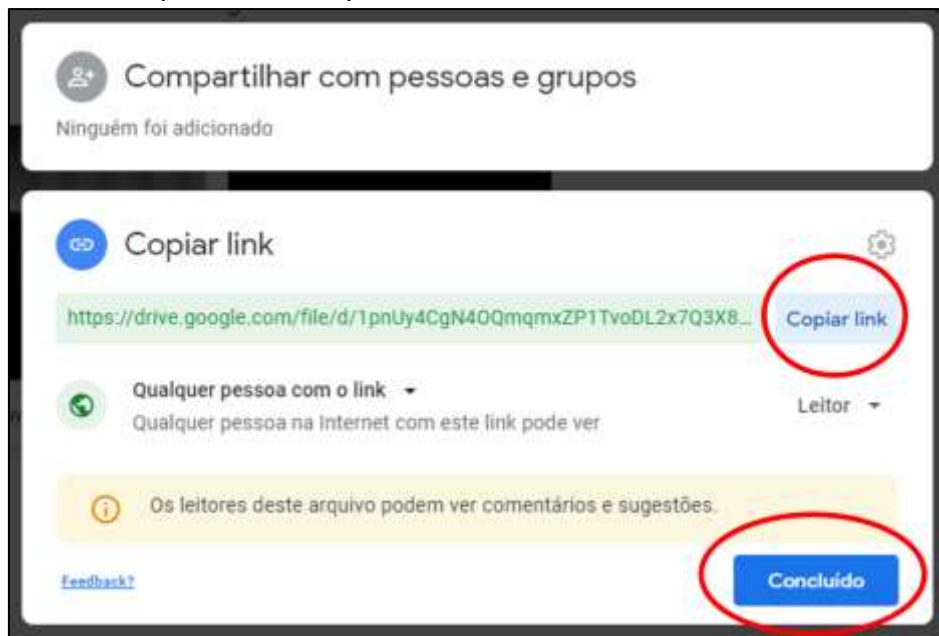 Compartilhar com pessoas e grupos
Ninguém foi adicionado
Copiar link
https://drive.google.com/file/d/1pnUy4CgN4OQmqmxZP1TvoDL2x7Q3X8... Copiar link
Qualquer pessoa com o link
Qualquer pessoa na Internet com este link pode ver Leitor
Os leitores deste arquivo podem ver comentários e sugestões.
Feedback? Concluído